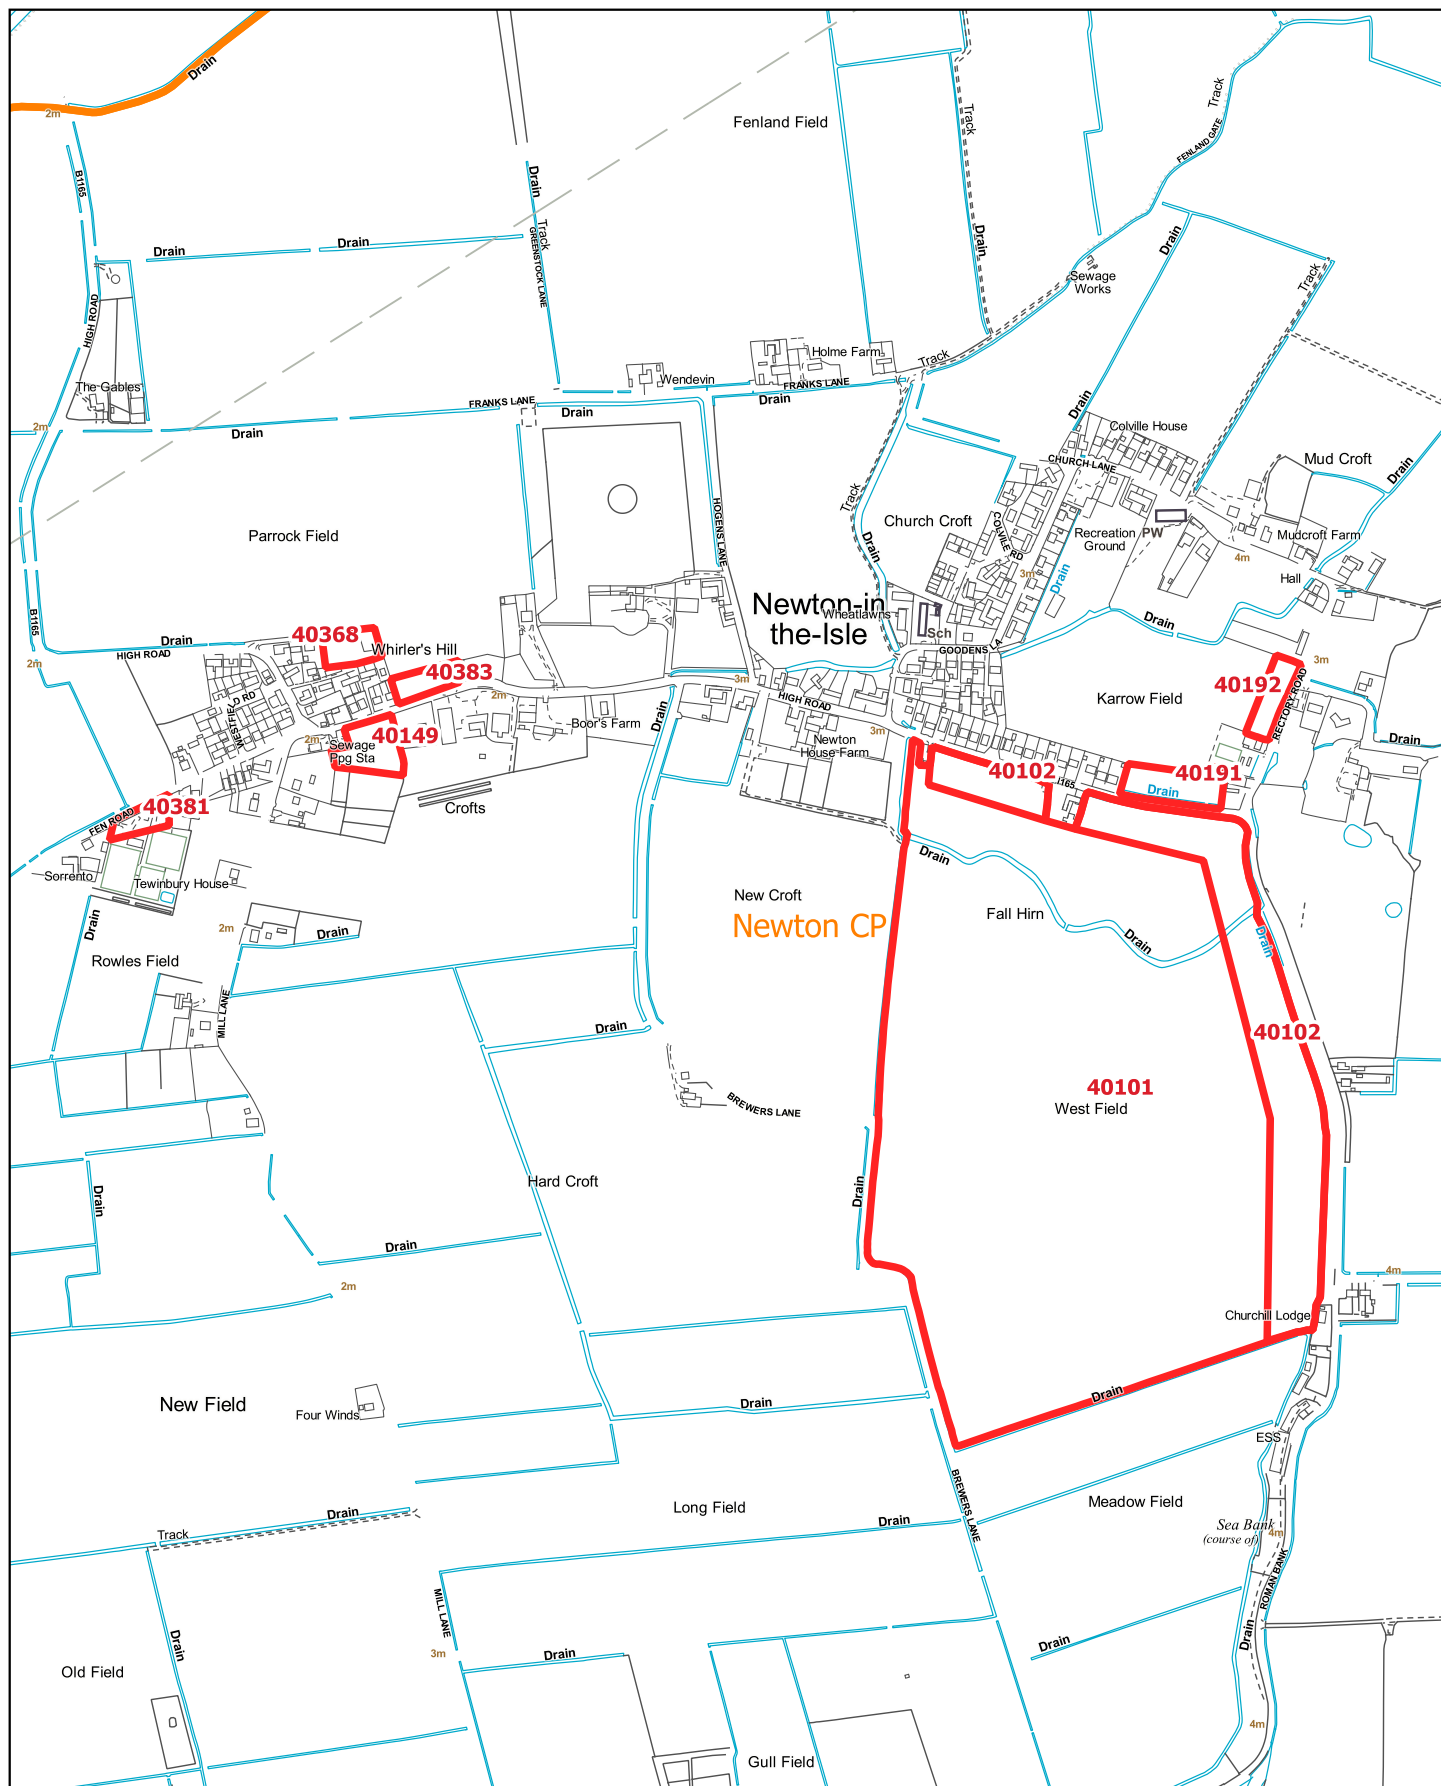 Drain
2m
Fenland Field
Track
Track
FENLAND GATE
B1165
Drain
Track
GREENSTOCK LANE
Drain
Drain
Drain
Drain
Sewage
Works
Track
HIGH ROAD
The Gables
Wendevin
Holme Farm
Track
FRANKS LANE
Drain
FRANKS LANE
Drain
2m
Drain
Drain
Colville House
CHURCH LANE
Mud Croft
Drain
Parrock Field
HOGENS LANE
Track
Drain
Church Croft
COLVILE RD
3m
Drain
Recreation
Ground
PW
4m
Mudcroft Farm
Hall
Newton-in
the-Isle
Wheatlawns
Sch
GOODENS LA
Drain
B1165
Drain
HIGH ROAD
2m
40368
Whirler's Hill
40383
2m
3m
HIGH ROAD
3m
Karrow Field
40192
3m
RECTORY ROAD
Drain
WESTFIELD RD
2m
40149
Sewage
Ppg Sta
Boor's Farm
Drain
Newton
House Farm
40102
1165
40191
Drain
Crofts
40381
FEN ROAD
Sorrento
Tewinbury House
Drain
New Croft
Newton CP
Drain
Fall Hirn
Drain
Drain
2m
Drain
Rowles Field
MILL LANE
Drain
40102
40101
West Field
BREWERS LANE
Hard Croft
Drain
Drain
Drain
2m
4m
Churchill Lodge
New Field
Four Winds
Drain
Drain
ESS
Long Field
BREWERS LANE
Meadow Field
Drain
Track
Drain
Sea Bank
(course of)
4m
ROMAN BANK
MILL LANE
3m
Drain
Drain
Drain
Drain
Old Field
4m
Gull Field